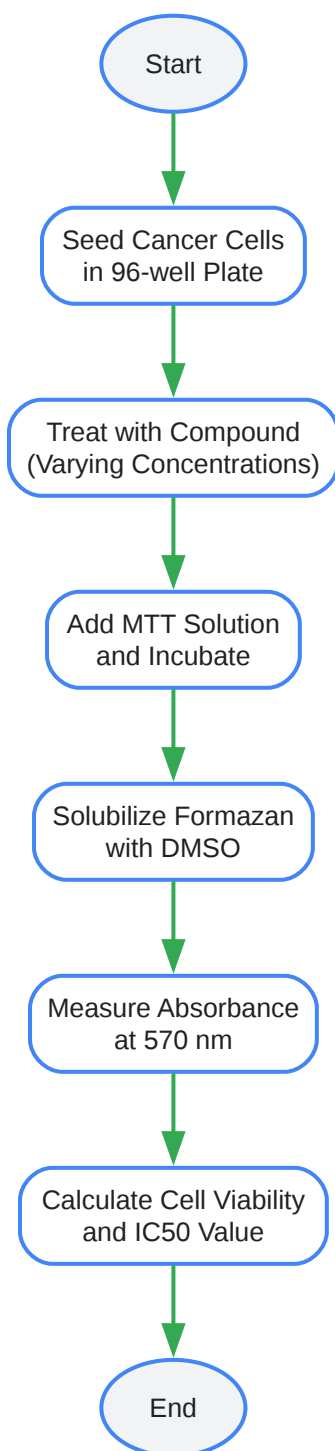 Start
Seed Cancer Cells
in 96-well Plate
Treat with Compound
(Varying Concentrations)
Add MTT Solution
and Incubate
Solubilize Formazan
with DMSO
Measure Absorbance
at 570 nm
Calculate Cell Viability
and IC50 Value
End